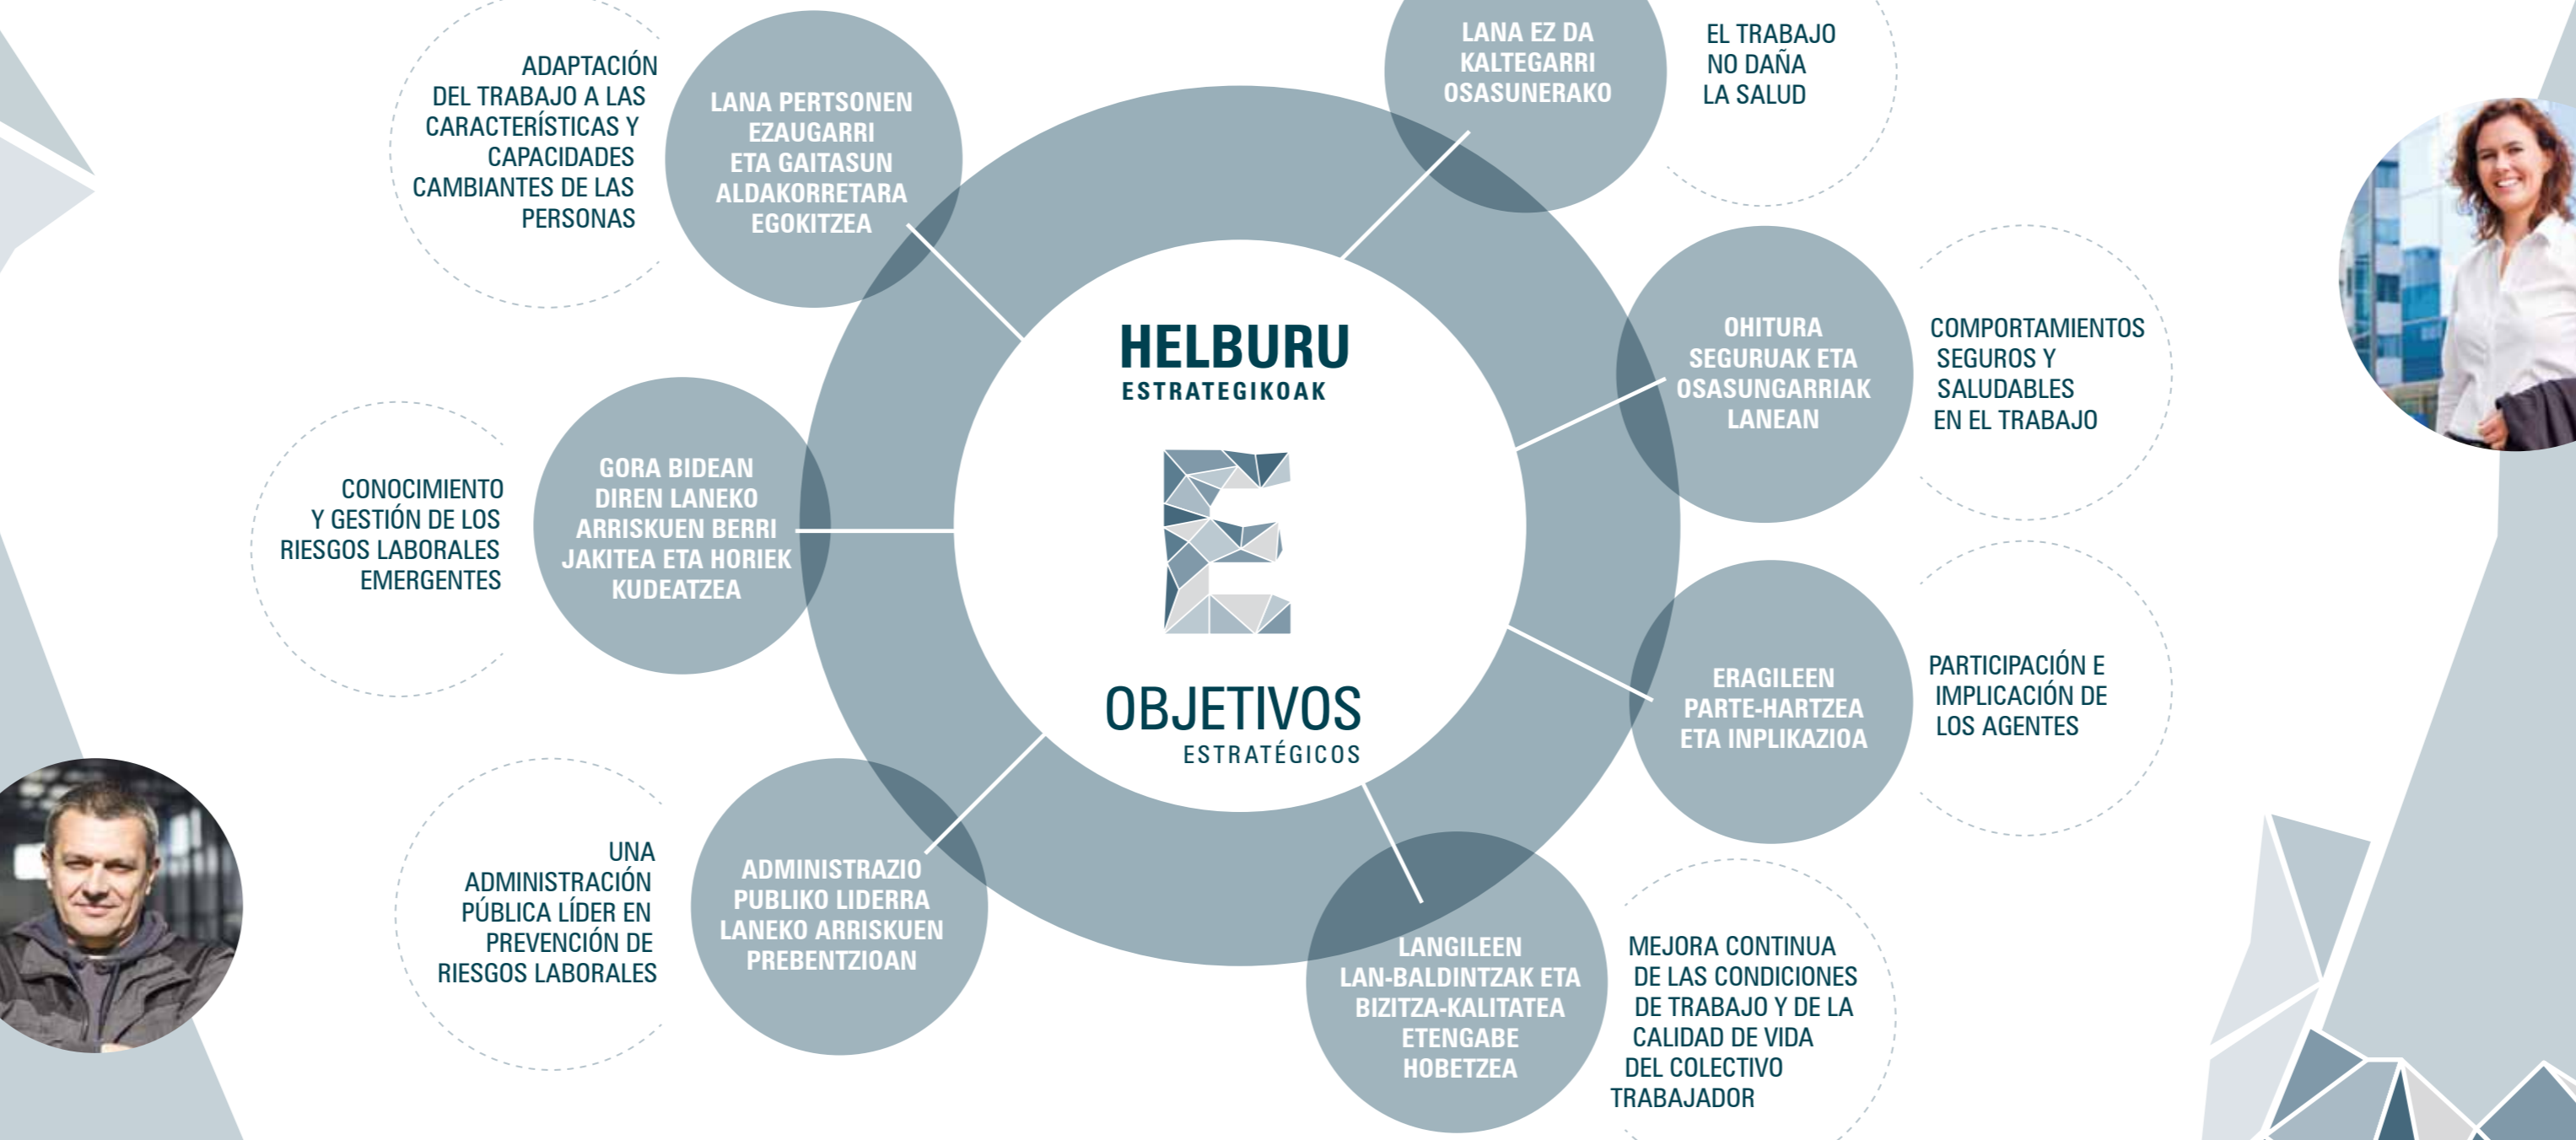 HELBURU
ESTRATEGIKOAK
E
OBJETIVOS
ESTRATÉGICOS
LANA EZ DA
KALTEGARRI
OSASUNERAKO
EL TRABAJO
NO DAÑA
LA SALUD
OHITURA
SEGURUAK ETA
OSASUNGARRIAK
LANEAN
COMPORTAMIENTOS
SEGUROS Y
SALUDABLES
EN EL TRABAJO
ERAGILEEN
PARTE-HARTZEA
ETA INPLIKAZIOA
PARTICIPACIÓN E
IMPLICACIÓN DE
LOS AGENTES
LANGILEEN
LAN-BALDINTZAK ETA
BIZITZA-KALITATEA
ETENGABE
HOBETZEA
MEJORA CONTINUA
DE LAS CONDICIONES
DE TRABAJO Y DE LA
CALIDAD DE VIDA
DEL COLECTIVO
TRABAJADOR
ADMINISTRAZIO
PUBLIKO LIDERRA
LANEKO ARRISKUEN
PREBENTZIOAN
UNA
ADMINISTRACIÓN
PÚBLICA LÍDER EN
PREVENCIÓN DE
RIESGOS LABORALES
GORA BIDEAN
DIREN LANEKO
ARRISKUEN BERRI
JAKITEA ETA HORIEK
KUDEATZEA
CONOCIMIENTO
Y GESTIÓN DE LOS
RIESGOS LABORALES
EMERGENTES
LANA PERTSONEN
EZAUGARRI
ETA GAITASUN
ALDAKORRETARA
EGOKITZEA
ADAPTACIÓN
DEL TRABAJO A LAS
CARACTERÍSTICAS Y
CAPACIDADES
CAMBIANTES DE LAS
PERSONAS